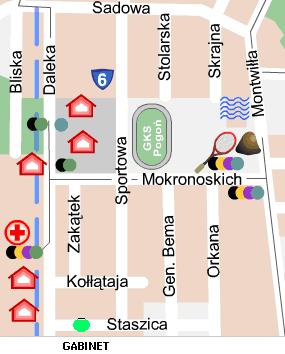 Sadowa
Bliska
Daleka
Stolarska
Skrajna
Montwiłła
6
GKS
Pogoń
Sportowa
Mokronoskich
Zakątek
Gen. Bema
Orkana
Kołłątaja
Staszica
GABINET